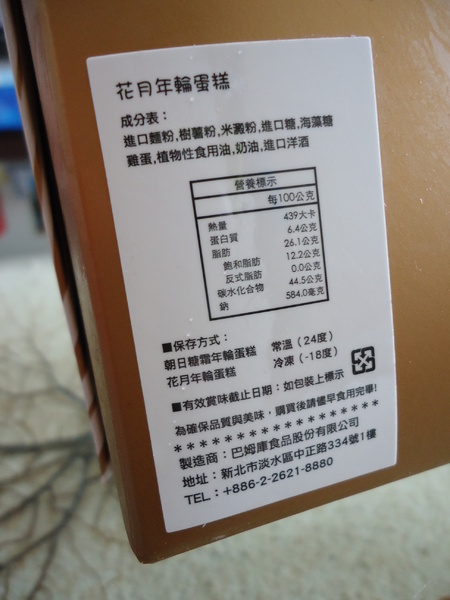 花月年輪蛋糕
成分表：
進口麵粉,樹薯粉,米澱粉,進口糖,海藻糖
雞蛋,植物性食用油,奶油,進口洋酒
營養標示
每100公克
熱量 439大卡
蛋白質 6.4公克
脂肪 26.1公克
飽和脂肪 12.2公克
反式脂肪 0.0公克
碳水化合物 44.5公克
鈉 584.0毫克
■保存方式：
朝日糖霜年輪蛋糕 常溫（24度）
花月年輪蛋糕 冷凍（-18度）
■有效賞味截止日期：如包裝上標示
為確保品質與美味，購買後請儘早食用完畢!
******************
製造商：巴姆庫食品股份有限公司
地址：新北市淡水區中正路334號1樓
TEL：+886-2-2621-8880